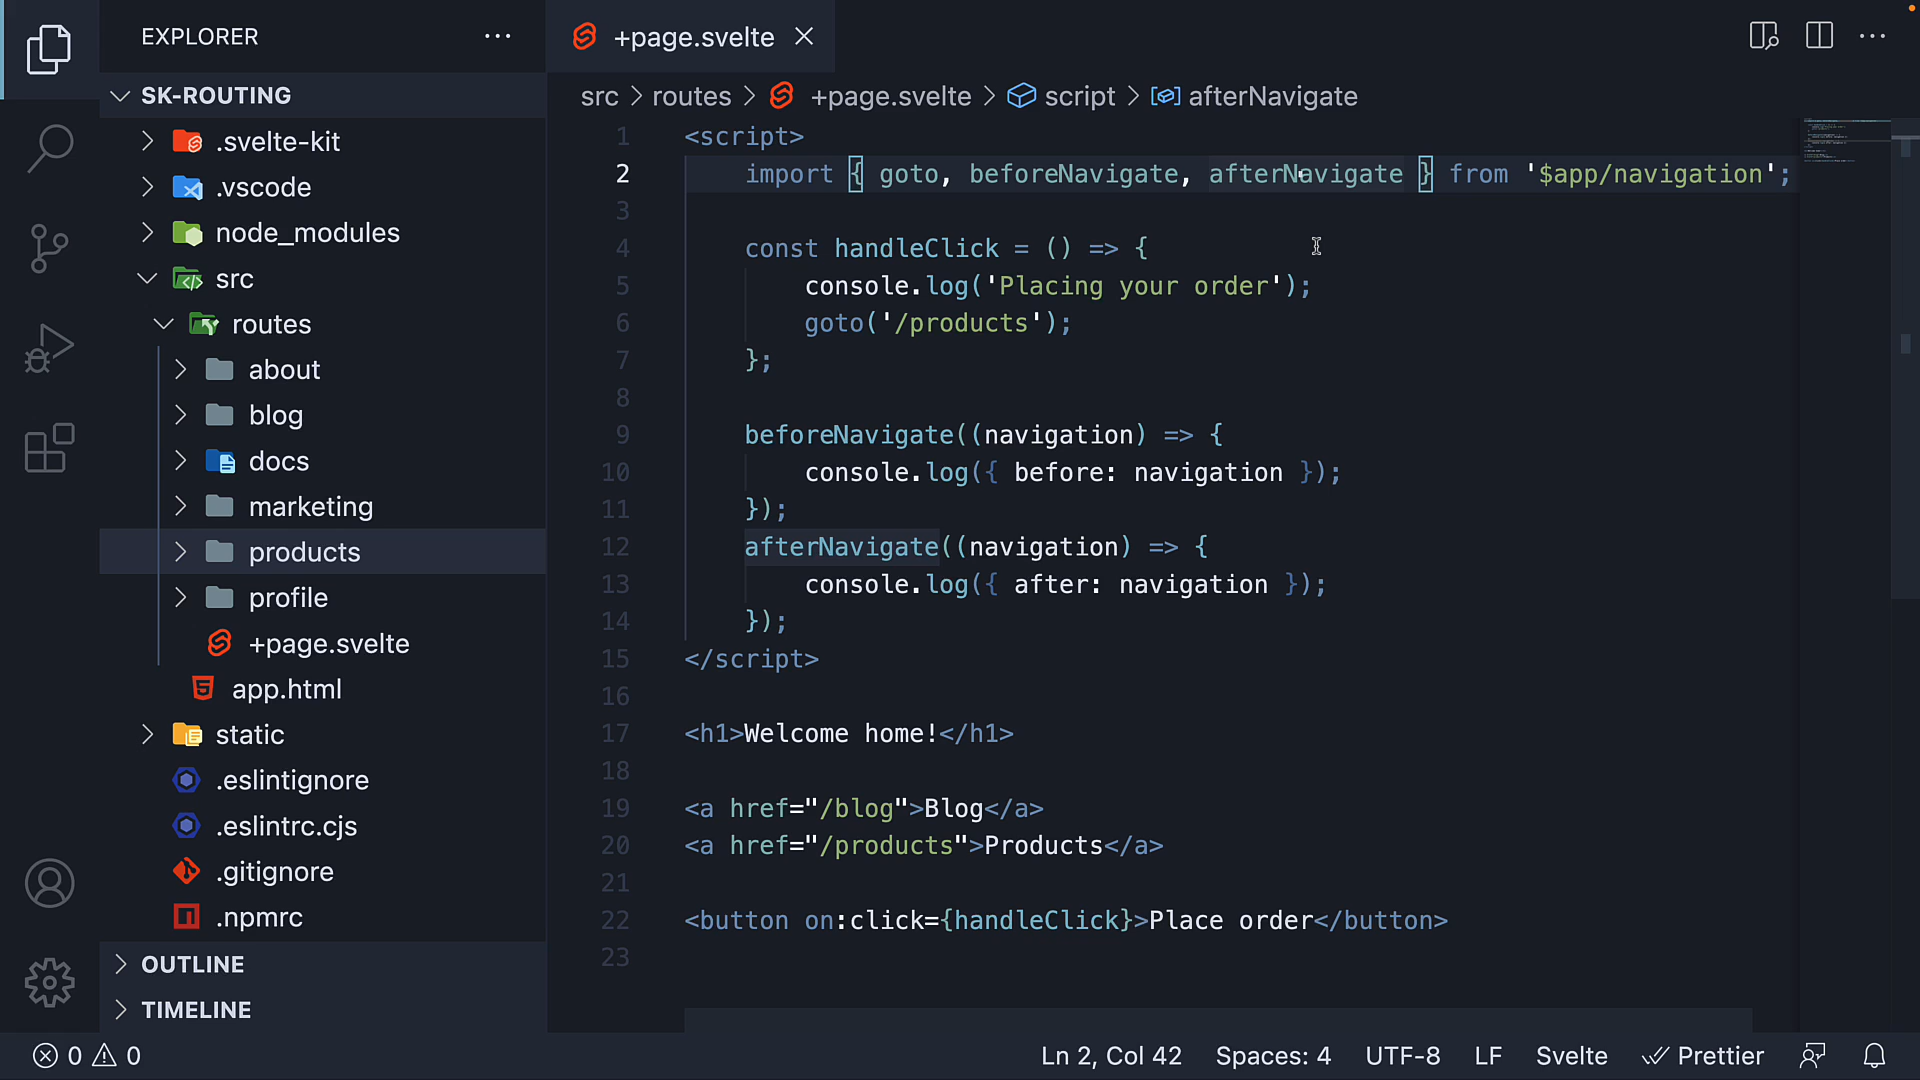 EXPLORER
SK-ROUTING
.svelte-kit
.vscode
node_modules
src
routes
about
blog
docs
marketing
products
profile
+page.svelte
app.html
static
.eslintignore
.eslintrc.cjs
.gitignore
.npmrc
OUTLINE
TIMELINE
+page.svelte
src > routes > +page.svelte > script > afterNavigate
1 <script>
2 import { goto, beforeNavigate, afterNavigate } from '$app/navigation';
3
4 const handleClick = () => {
5 console.log('Placing your order');
6 goto('/products');
7 };
8
9 beforeNavigate((navigation) => {
10 console.log({ before: navigation });
11 });
12 afterNavigate((navigation) => {
13 console.log({ after: navigation });
14 });
15 </script>
16
17 <h1>Welcome home!</h1>
18
19 <a href="/blog">Blog</a>
20 <a href="/products">Products</a>
21
22 <button on:click={handleClick}>Place order</button>
23
0 0 Ln 2, Col 42 Spaces: 4 UTF-8 LF Svelte Prettier